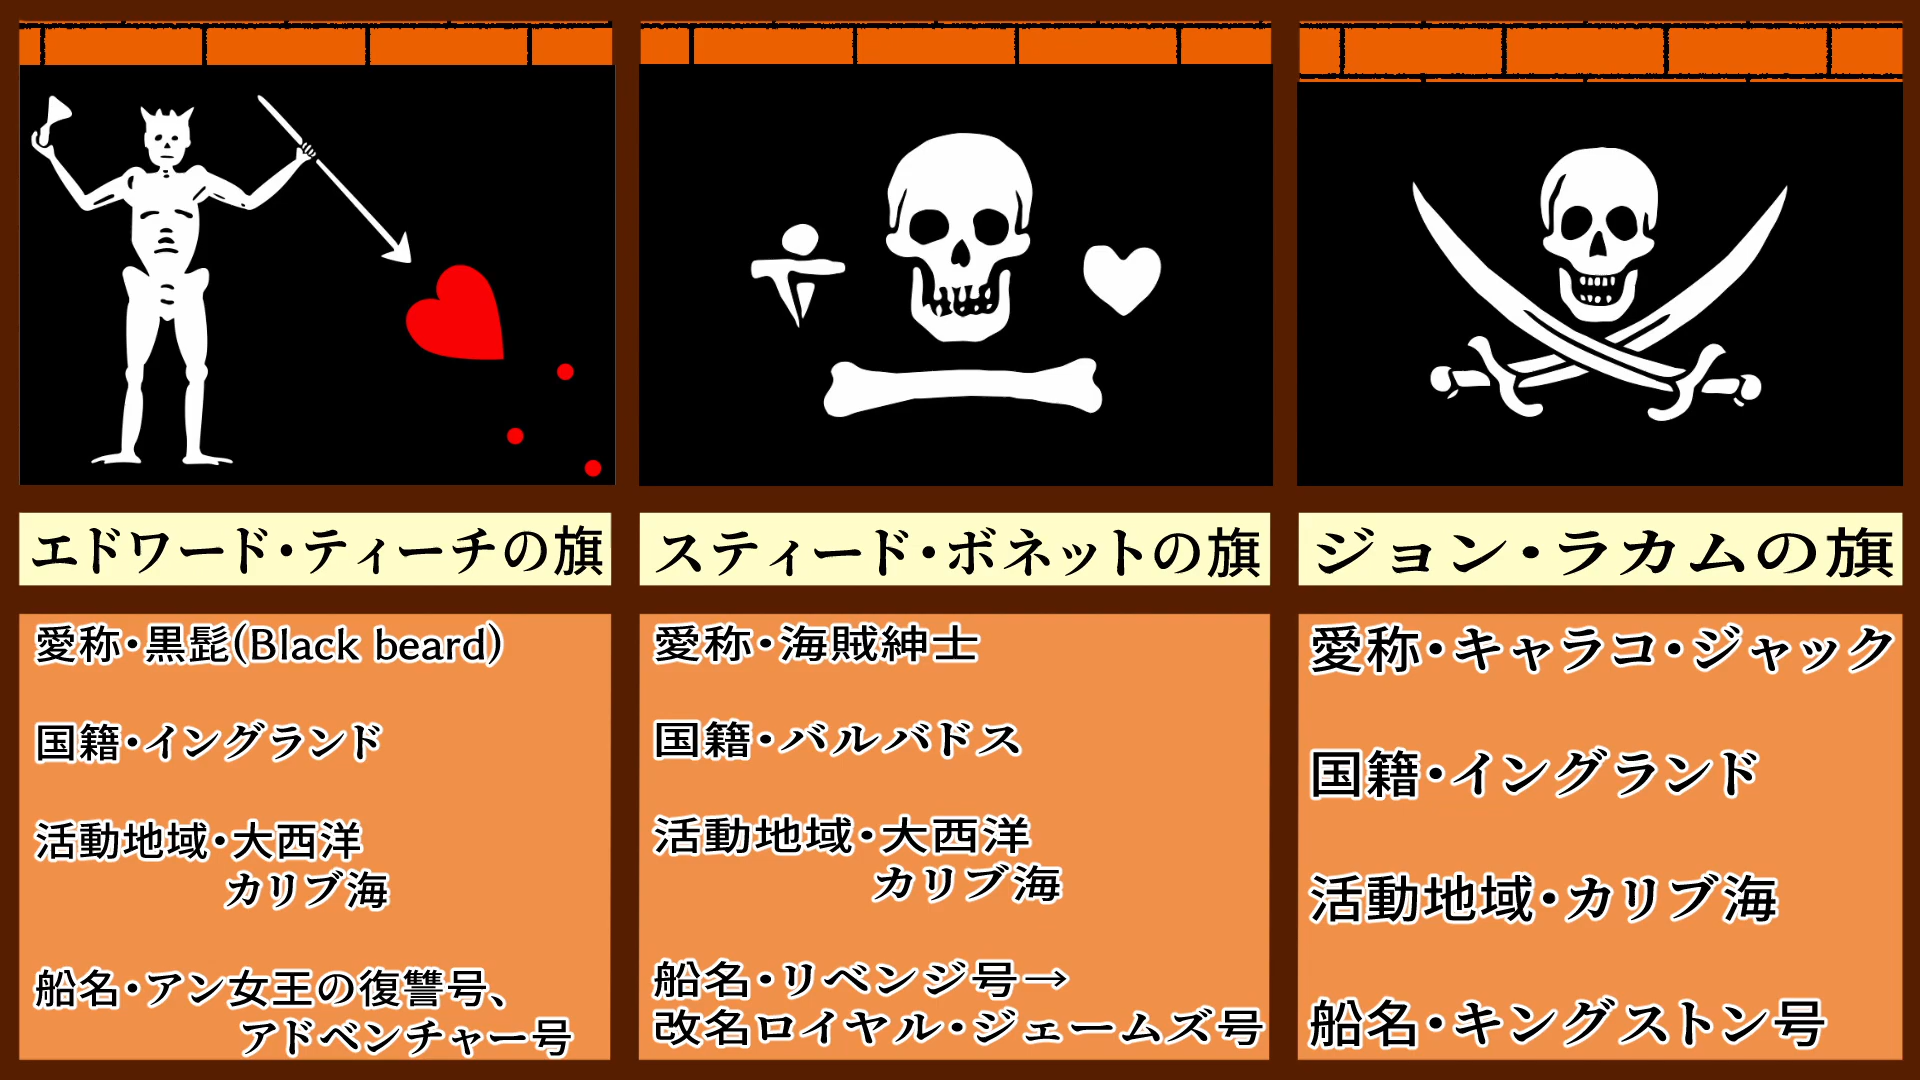 エドワード・ティーチの旗
愛称・黒髭(Black beard)
国籍・イングランド
活動地域・大西洋
カリブ海
船名・アン女王の復讐号、
アドベンチャー号
スティード・ボネットの旗
愛称・海賊紳士
国籍・バルバドス
活動地域・大西洋
カリブ海
船名・リベンジ号→
改名ロイヤル・ジェームズ号
ジョン・ラカムの旗
愛称・キャラコ・ジャック
国籍・イングランド
活動地域・カリブ海
船名・キングストン号